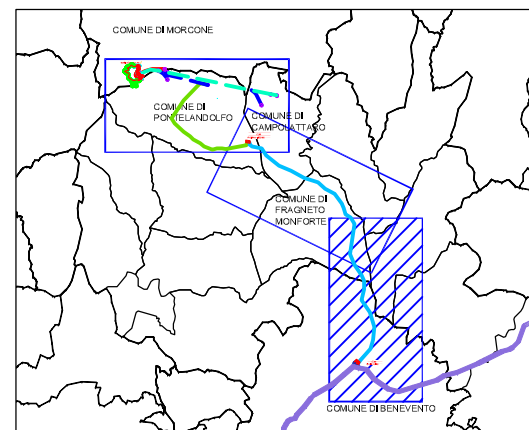 COMUNE DI MORCONE
COMUNE DI
PONTELANDOLFO
COMUNE DI
CAMPOLATTARO
COMUNE DI
FRAGNETO
MONFORTE
COMUNE DI BENEVENTO